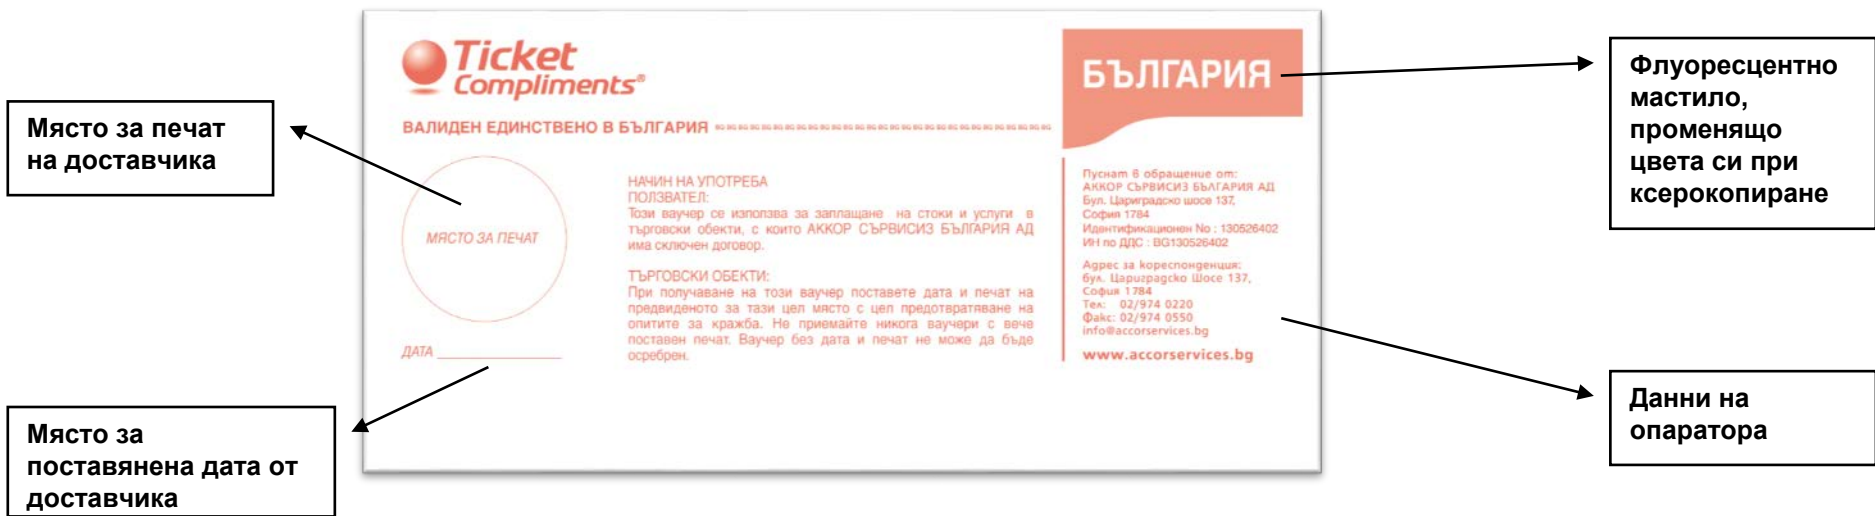 Ticket
Compliments®
БЪЛГАРИЯ
ВАЛИДЕН ЕДИНСТВЕНО В БЪЛГАРИЯ
МЯСТО ЗА ПЕЧАТ
ДАТА
НАЧИН НА УПОТРЕБА
ПОЛЗВАТЕЛ:
Този ваучер се използва за заплащане на стоки и услуги в
търговски обекти, с които АККОР СЪРВИСИЗ БЪЛГАРИЯ АД
има сключен договор.
ТЪРГОВСКИ ОБЕКТИ:
При получаване на този ваучер поставете дата и печат на
предвиденото за тази цел място с цел предотвратяване на
опитите за кражба. Не приемайте никога ваучери с вече
поставен печат. Ваучер без дата и печат не може да бъде
осребрен.
Пуснат в обращение от:
АККОР СЪРВИСИЗ БЪЛГАРИЯ АД
Бул. Цариградско шосе 137,
София 1784
Идентификационен No : 130526402
ИН по ДДС : BG130526402
Адрес за кореспонденция:
бул. Цариградско Шосе 137,
София 1784
Тел: 02/974 0220
Факс: 02/974 0550
info@accorservices.bg
www.accorservices.bg
Място за печат
на доставчика
Място за
поставянена дата от
доставчика
Флуоресцентно
мастило,
променящо
цвета си при
ксерокопиране
Данни на
опаратора